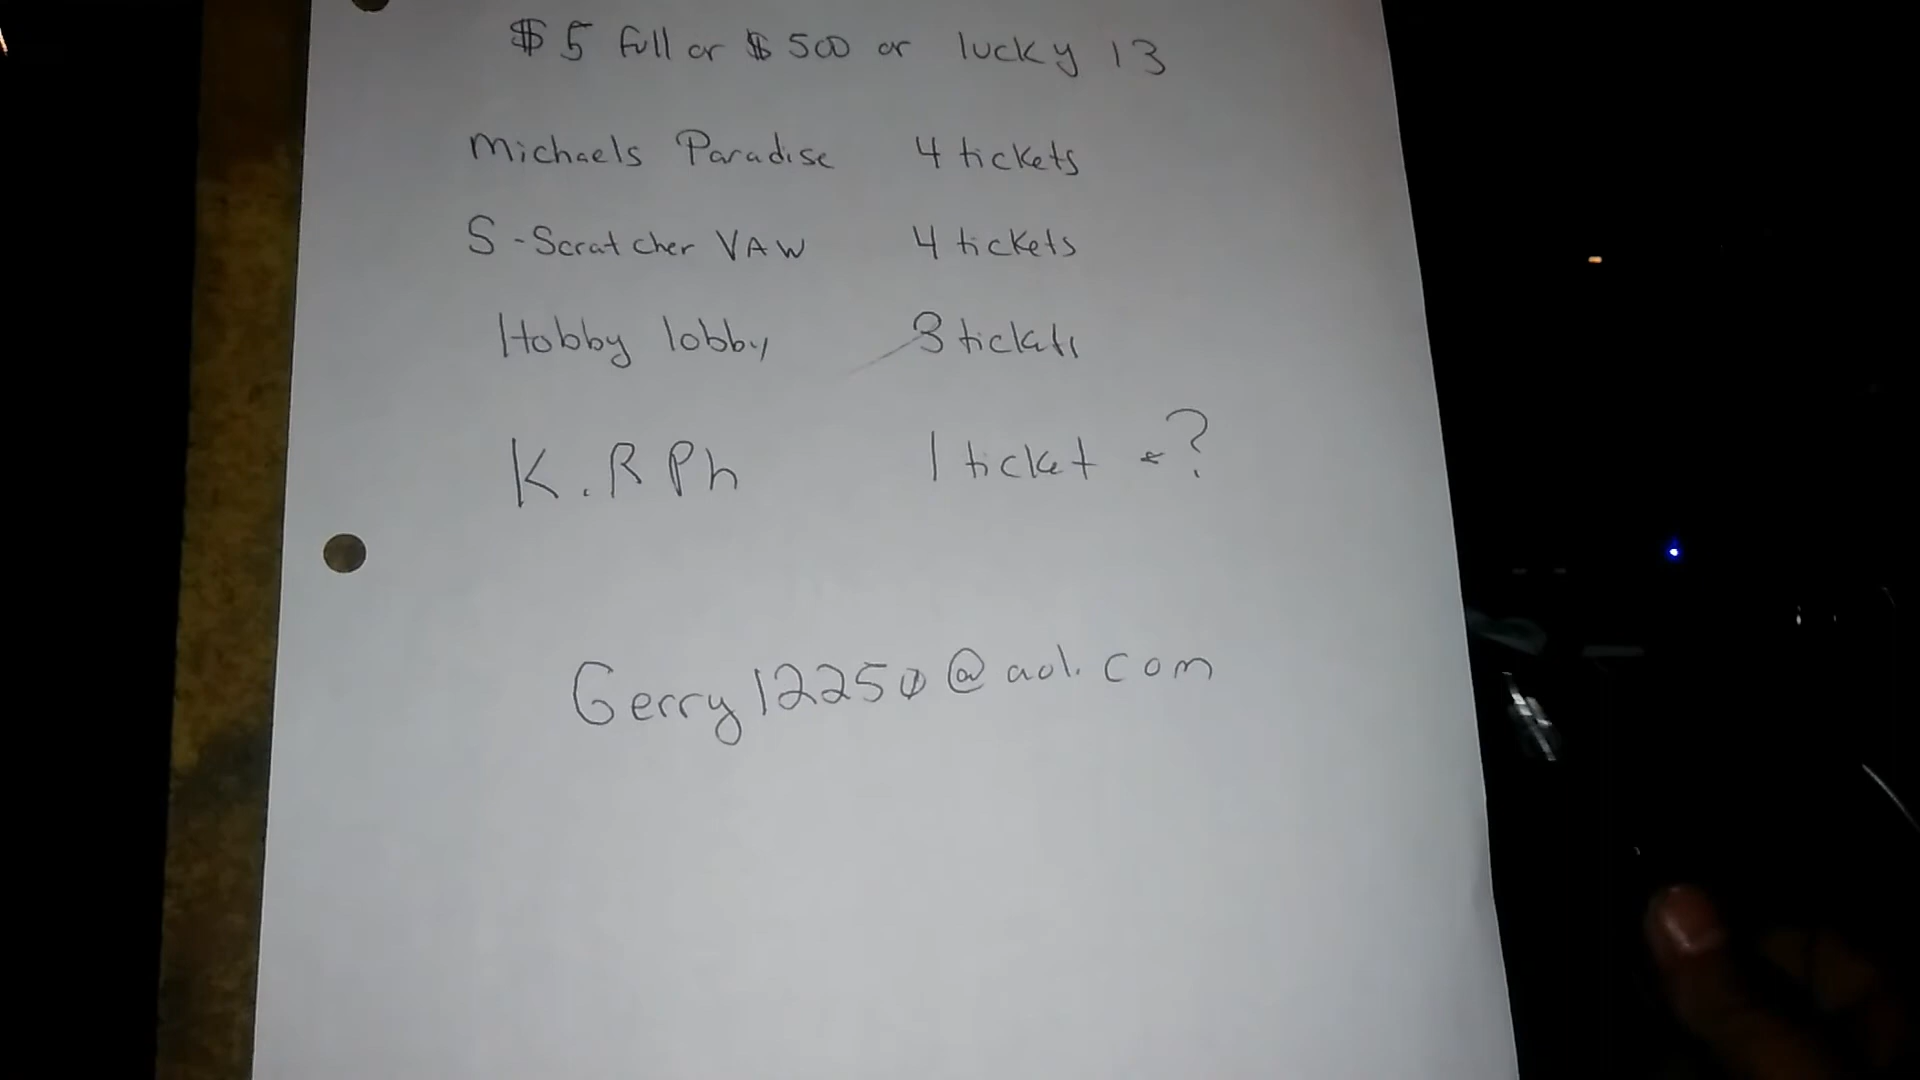 $5 full or $500 or lucky 13
Michaels Paradise 4 tickets
S-Scratcher VAW 4 tickets
Hobby lobby 3 tickets
K.RPh 1 ticket ?
Gerry12250@aol.com